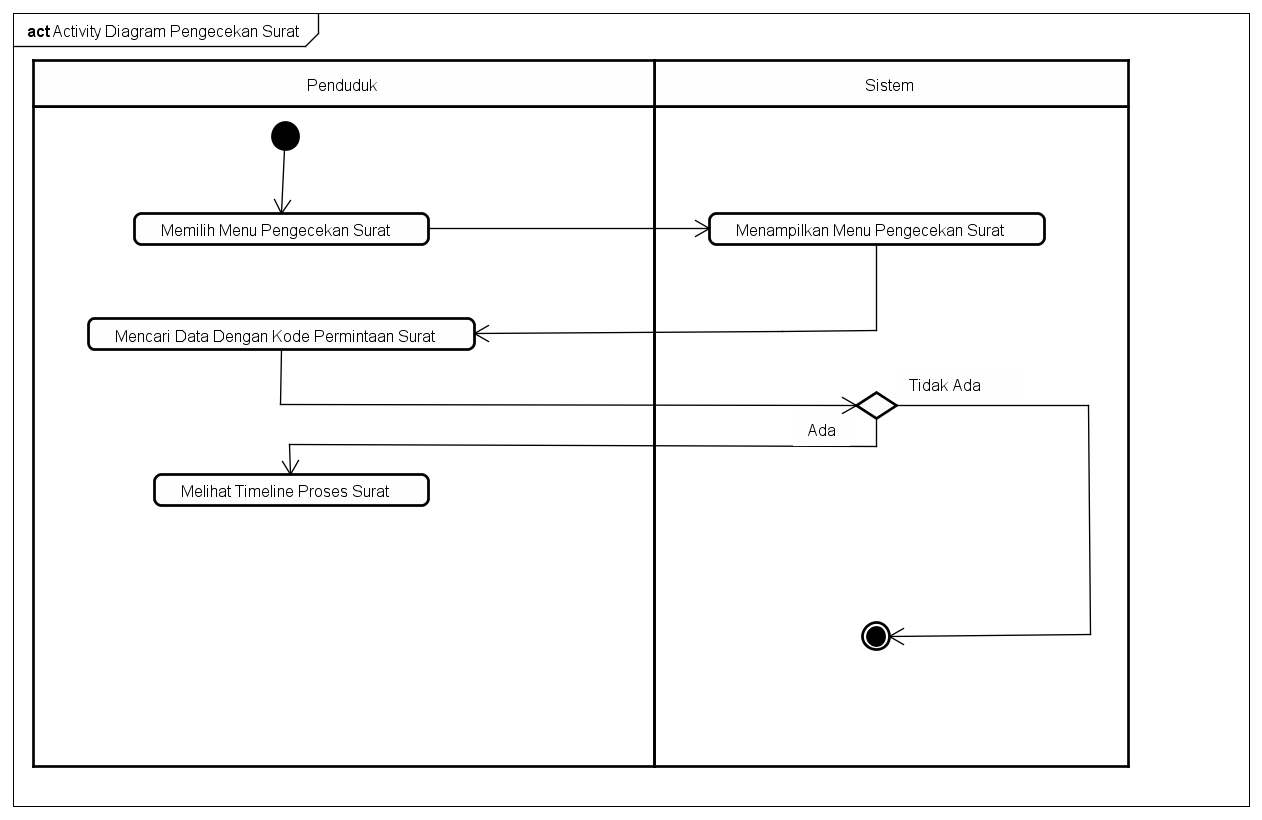 act Activity Diagram Pengecekan Surat
Penduduk
Sistem
Memilih Menu Pengecekan Surat
Menampilkan Menu Pengecekan Surat
Mencari Data Dengan Kode Permintaan Surat
Tidak Ada
Ada
Melihat Timeline Proses Surat